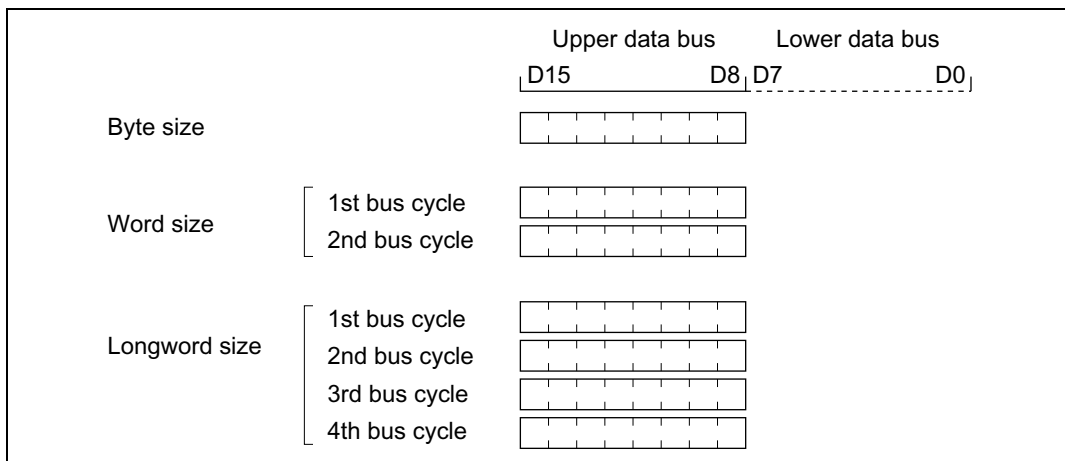 Upper data bus Lower data bus
D15 D8 D7 D0
Byte size
Word size
1st bus cycle
2nd bus cycle
Longword size
1st bus cycle
2nd bus cycle
3rd bus cycle
4th bus cycle